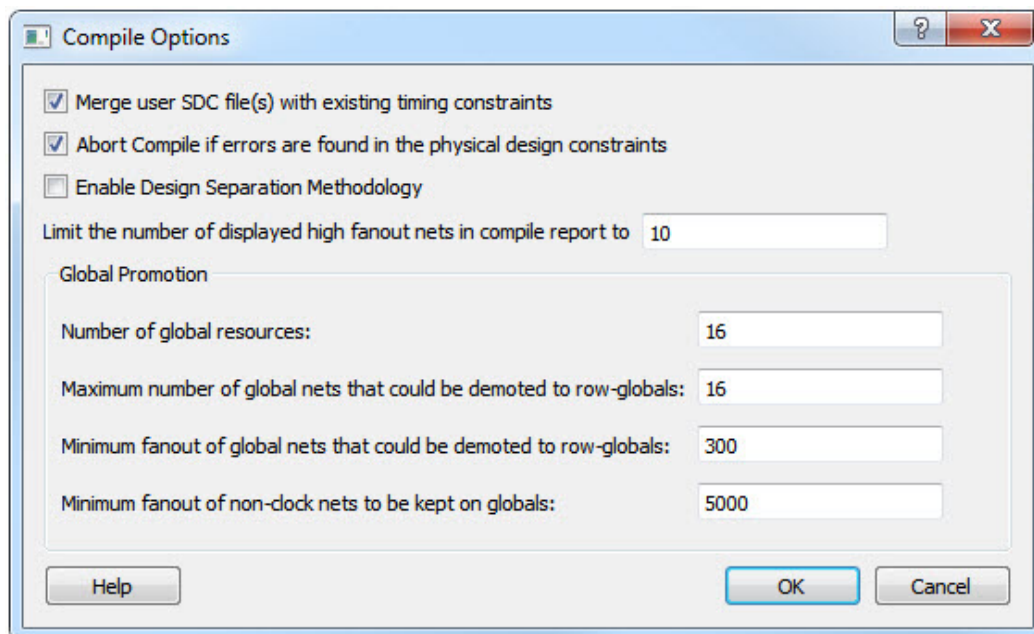 Compile Options
Merge user SDC file(s) with existing timing constraints
Abort Compile if errors are found in the physical design constraints
Enable Design Separation Methodology
Limit the number of displayed high fanout nets in compile report to 10
Global Promotion
Number of global resources: 16
Maximum number of global nets that could be demoted to row-globals: 16
Minimum fanout of global nets that could be demoted to row-globals: 300
Minimum fanout of non-clock nets to be kept on globals: 5000
Help OK Cancel